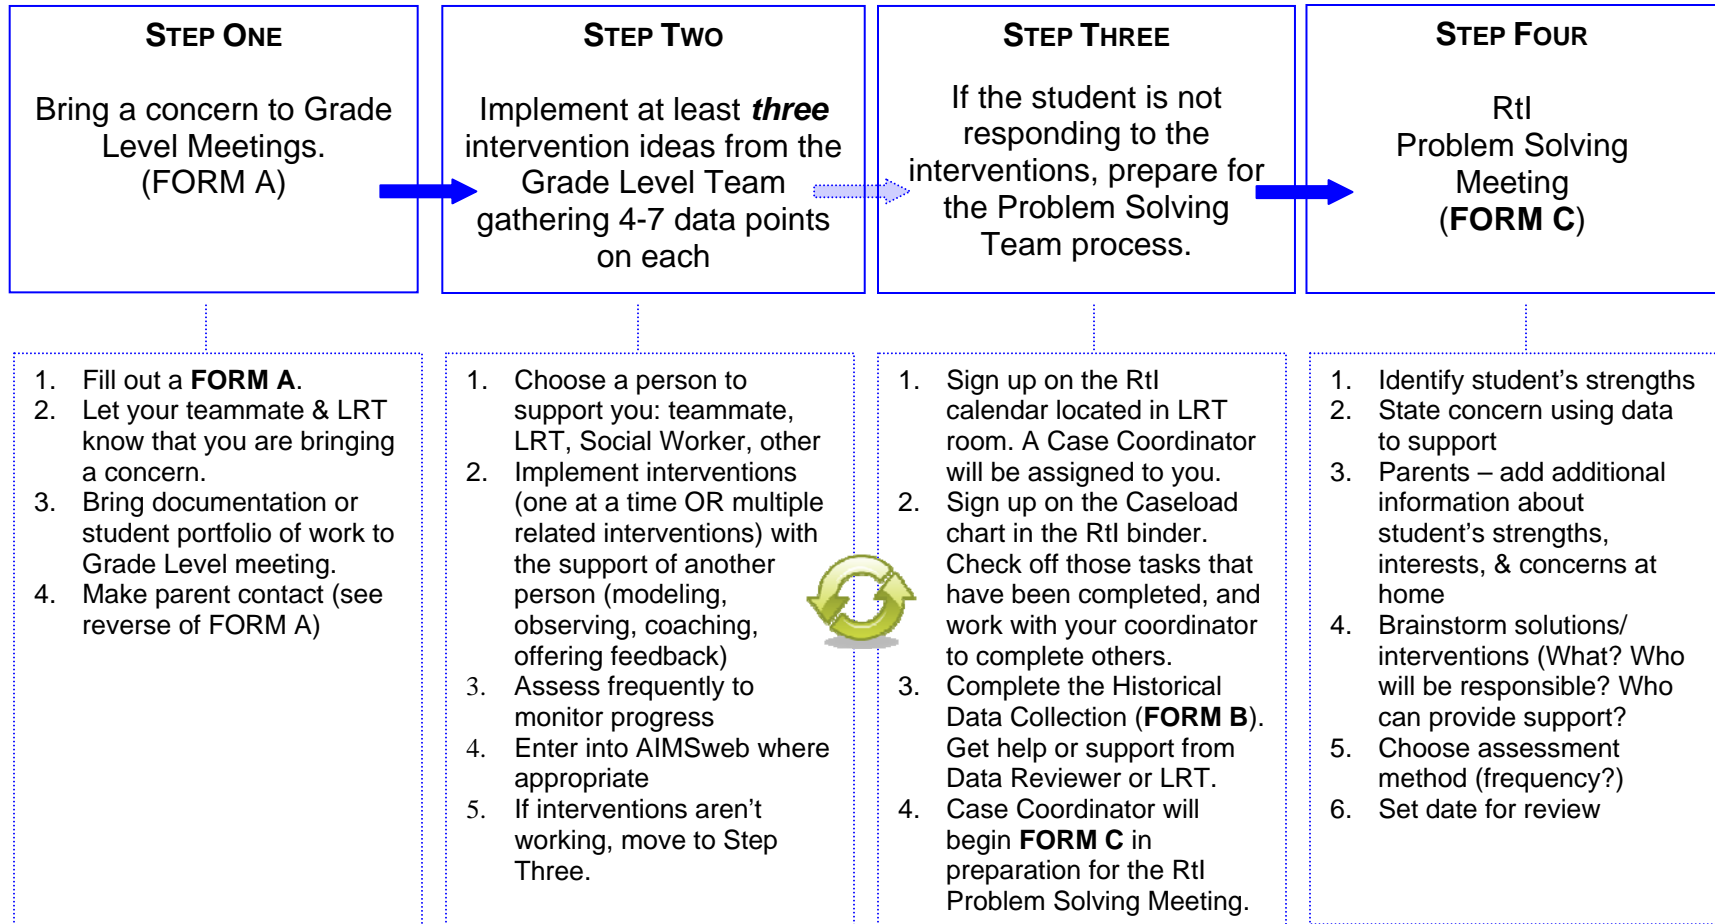 STEP ONE
Bring a concern to Grade
Level Meetings.
(FORM A)
STEP TWO
Implement at least three
intervention ideas from the
Grade Level Team
gathering 4-7 data points
on each
STEP THREE
If the student is not
responding to the
interventions, prepare for
the Problem Solving
Team process.
STEP FOUR
RtI
Problem Solving
Meeting
(FORM C)
1. Fill out a FORM A.
2. Let your teammate & LRT
know that you are bringing
a concern.
3. Bring documentation or
student portfolio of work to
Grade Level meeting.
4. Make parent contact (see
reverse of FORM A)
1. Choose a person to
support you: teammate,
LRT, Social Worker, other
2. Implement interventions
(one at a time OR multiple
related interventions) with
the support of another
person (modeling,
observing, coaching,
offering feedback)
3. Assess frequently to
monitor progress
4. Enter into AIMSweb where
appropriate
5. If interventions aren't
working, move to Step
Three.
1. Sign up on the RtI
calendar located in LRT
room. A Case Coordinator
will be assigned to you.
2. Sign up on the Caseload
chart in the RtI binder.
Check off those tasks that
have been completed, and
work with your coordinator
to complete others.
3. Complete the Historical
Data Collection (FORM B).
Get help or support from
Data Reviewer or LRT.
4. Case Coordinator will
begin FORM C in
preparation for the RtI
Problem Solving Meeting.
1. Identify student's strengths
2. State concern using data
to support
3. Parents – add additional
information about
student's strengths,
interests, & concerns at
home
4. Brainstorm solutions/
interventions (What? Who
will be responsible? Who
can provide support?
5. Choose assessment
method (frequency?)
6. Set date for review